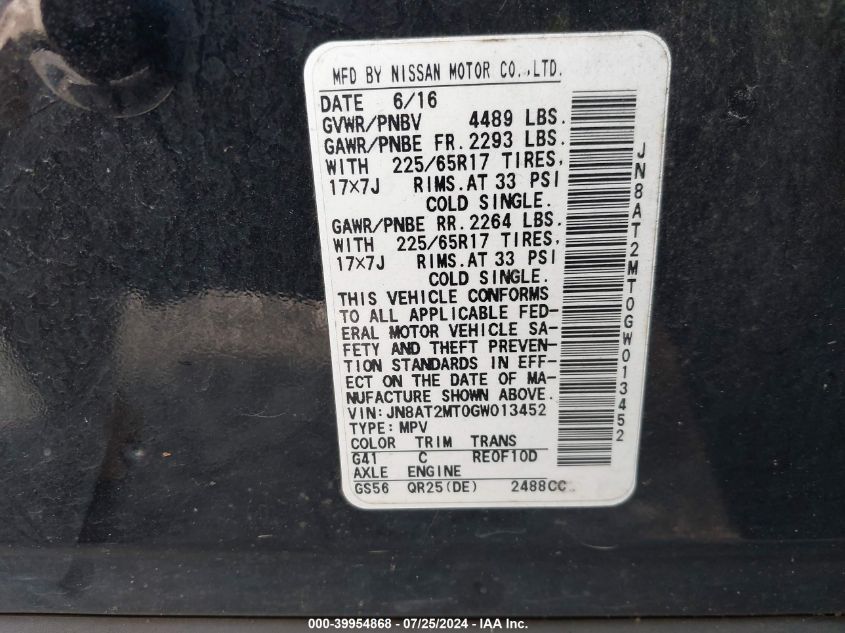 MFD BY NISSAN MOTOR CO.,LTD.
DATE 6/16
GVWR/PNBV 4489 LBS.
GAWR/PNBE FR.2293 LBS.
WITH 225/65R17 TIRES,
17×7J RIMS.AT 33 PSI
COLD SINGLE.
GAWR/PNBE RR.2264 LBS.
WITH 225/65R17 TIRES,
17×7J RIMS.AT 33 PSI
COLD SINGLE.
THIS VEHICLE CONFORMS
TO ALL APPLICABLE FED-
ERAL MOTOR VEHICLE SA-
FETY AND THEFT PREVEN-
TION STANDARDS IN EFF-
ECT ON THE DATE OF MA-
NUFACTURE SHOWN ABOVE.
VIN: JN8AT2MT0GW013452
TYPE: MPV
COLOR TRIM TRANS
G41 C RE0F10D
AXLE ENGINE
GS56 QR25(DE) 2488CC
JN8AT2MT0GW013452
000-39954868 - 07/25/2024 - IAA Inc.